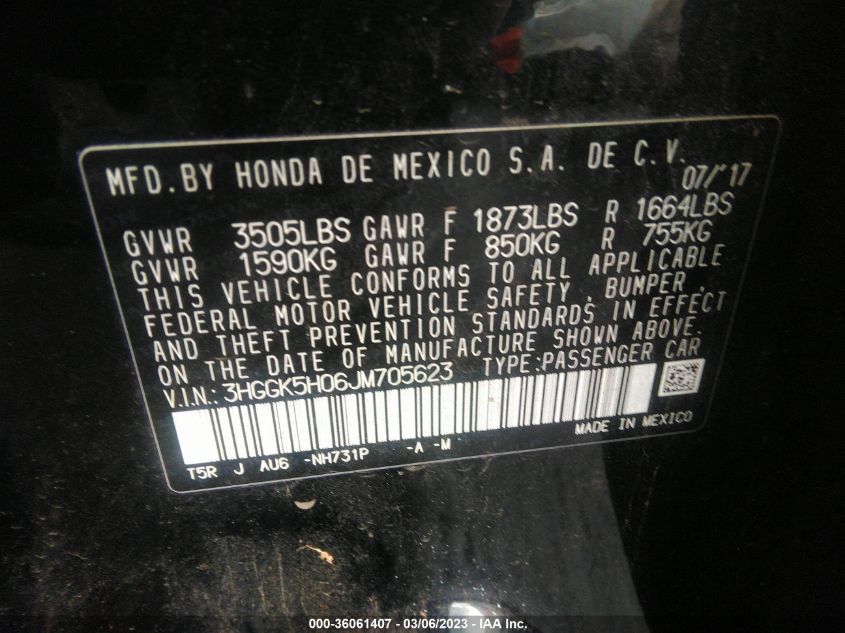 MFD.BY HONDA DE MEXICO S.A. DE C.V.
07/'17
GVWR 3505LBS GAWR F 1873LBS R 1664LBS
GVWR 1590KG GAWR F 850KG R 755KG
THIS VEHICLE CONFORMS TO ALL APPLICABLE
FEDERAL MOTOR VEHICLE SAFETY, BUMPER,
AND THEFT PREVENTION STANDARDS IN EFFECT
ON THE DATE OF MANUFACTURE SHOWN ABOVE.
V.I.N.: 3HGGK5H06JM705623 TYPE:PASSENGER CAR
MADE IN MEXICO
T5R J AU6 -NH731P -A -M
000-36061407 - 03/06/2023 - IAA Inc.